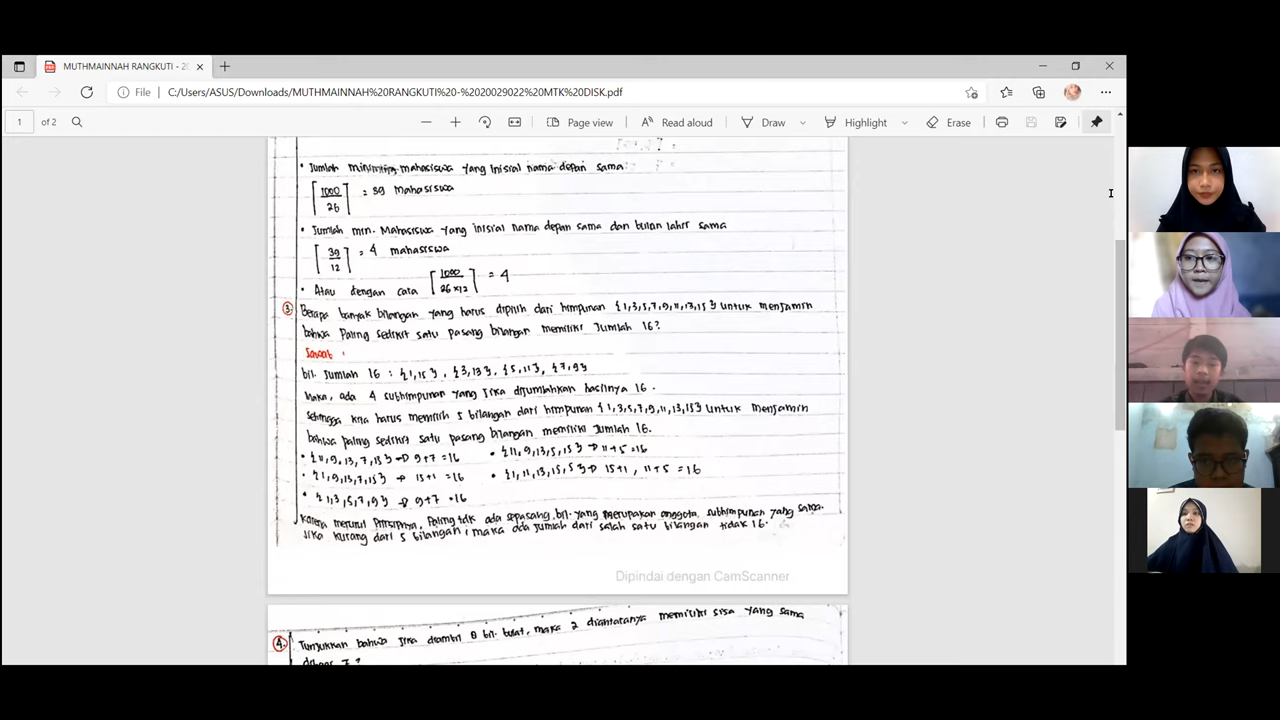 MUTHMAINNAH RANGKUTI - 20
File C:/Users/ASUS/Downloads/MUTHMAINNAH%20RANGKUTI%20-%2020029022%20MTK%20DISK.pdf
1 of 2 Page view Read aloud Draw Highlight Erase
• Jumlah minimum mahasiswa yang inisial nama depan sama:
⌈1000/26⌉ = 39 mahasiswa
• Jumlah min. Mahasiswa yang inisial nama depan sama dan bulan lahir sama
⌈39/12⌉ = 4 mahasiswa
• Atau dengan cara ⌈1000/26×12⌉ = 4
③ Berapa banyak bilangan yang harus dipilih dari himpunan {1,3,5,7,9,11,13,15} untuk menjamin
bahwa Paling sedikit satu pasang bilangan memiliki Jumlah 16?
Jawab :
bil. Jumlah 16 : {1,15}, {3,13}, {5,11}, {7,9}
Maka, ada 4 subhimpunan yang Jika dijumlahkan hasilnya 16.
sehingga kita harus memilih 5 bilangan dari himpunan {1,3,5,7,9,11,13,15} untuk menjamin
bahwa paling sedikit satu pasang bilangan memiliki Jumlah 16.
• {11,9,13,7,15} → 9+7=16 • {11,9,13,5,15} → 11+5=16
• {1,9,13,7,15} → 15+1=16 • {1,11,13,15,5} → 15+1, 11+5=16
• {1,3,5,7,9} → 9+7=16
Karena menurut Prinsipnya, Paling tdk ada sepasang bil. yang merupakan anggota subhimpunan yang sama.
Jika kurang dari 5 bilangan, maka ada jumlah dari salah satu bilangan tidak 16.
Dipindai dengan CamScanner
④ Tunjukkan bahwa Jika diambil 8 bil. bulat, maka 2 diantaranya memiliki sisa yang sama
dengan 7?